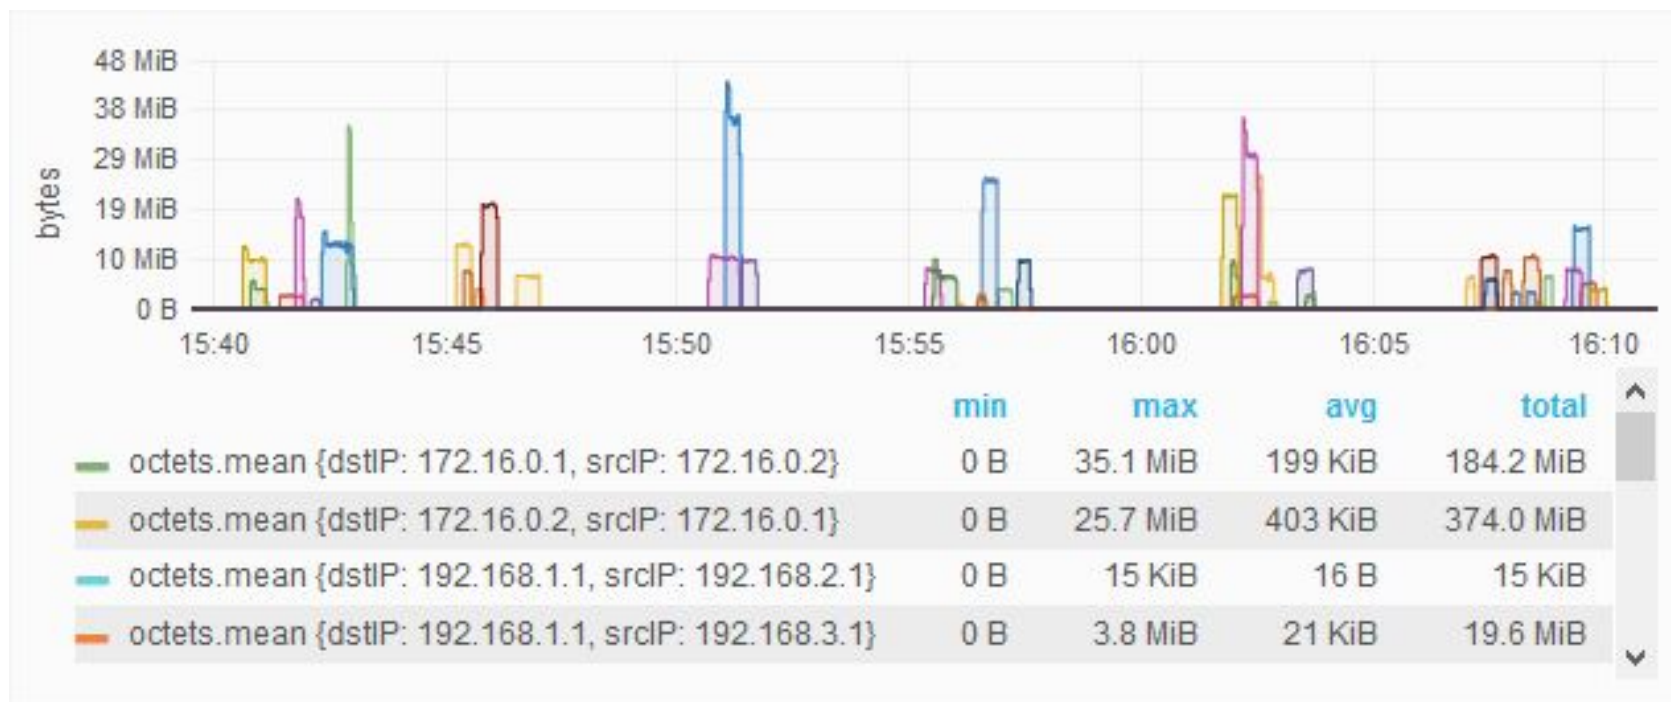 48 MiB
38 MiB
29 MiB
19 MiB
10 MiB
0 B
bytes
15:40 15:45 15:50 15:55 16:00 16:05 16:10
min max avg total
octets.mean {dstIP: 172.16.0.1, srcIP: 172.16.0.2} 0 B 35.1 MiB 199 KiB 184.2 MiB
octets.mean {dstIP: 172.16.0.2, srcIP: 172.16.0.1} 0 B 25.7 MiB 403 KiB 374.0 MiB
octets.mean {dstIP: 192.168.1.1, srcIP: 192.168.2.1} 0 B 15 KiB 16 B 15 KiB
octets.mean {dstIP: 192.168.1.1, srcIP: 192.168.3.1} 0 B 3.8 MiB 21 KiB 19.6 MiB